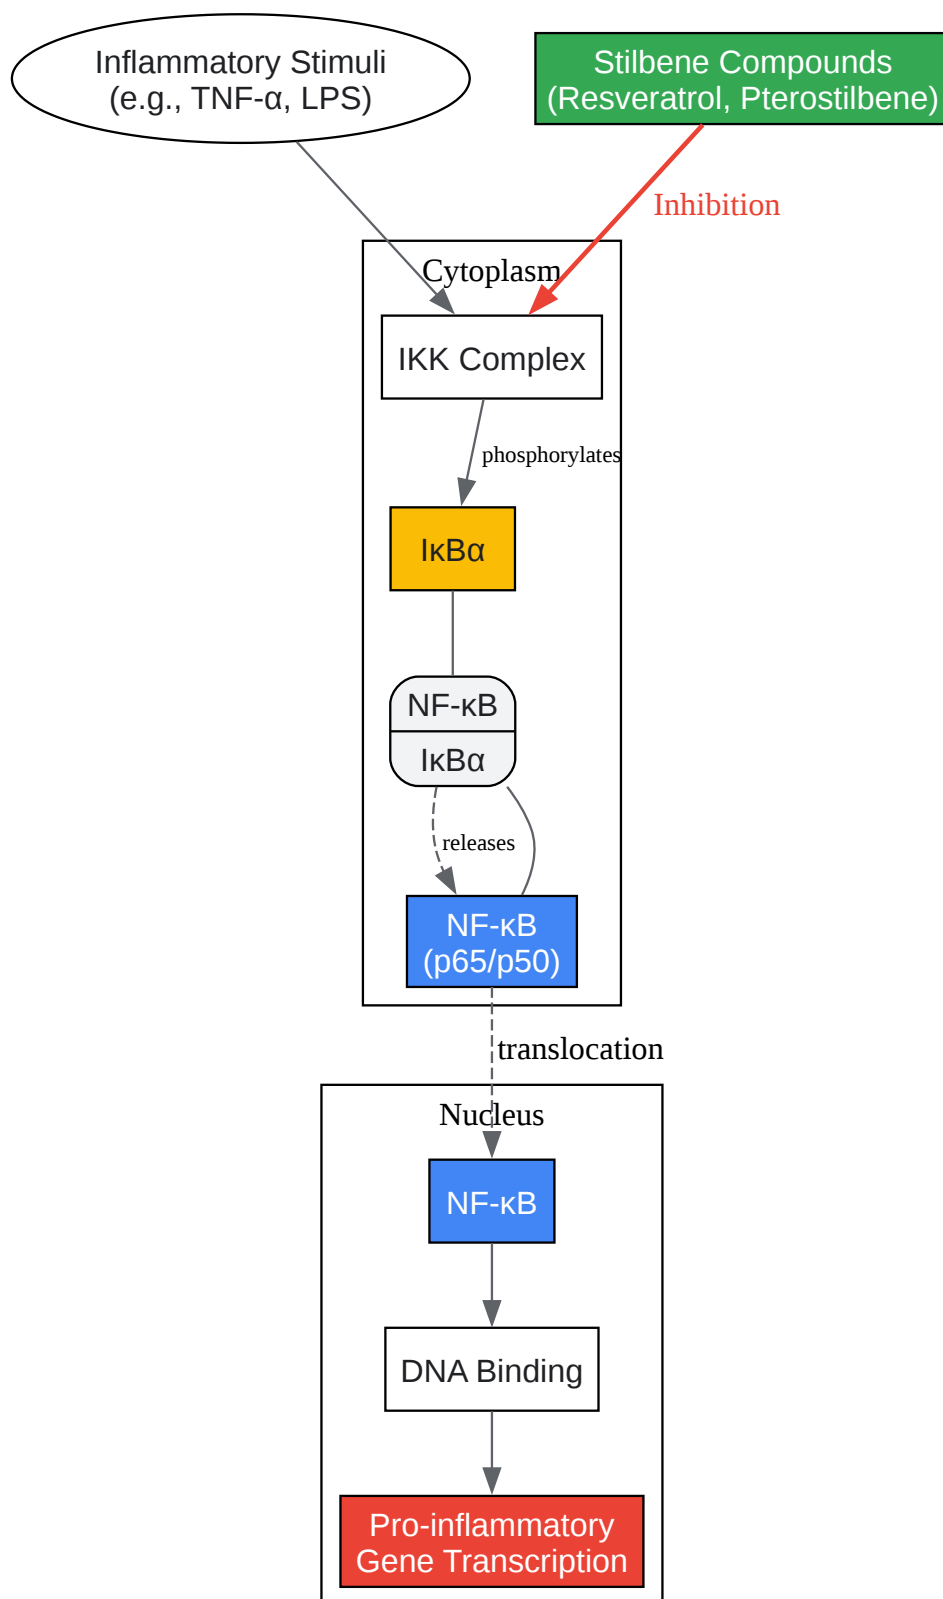 Inflammatory Stimuli
(e.g., TNF-α, LPS)
Stilbene Compounds
(Resveratrol, Pterostilbene)
Inhibition
Cytoplasm
IKK Complex
phosphorylates
IκBα
NF-κB
IκBα
releases
NF-κB
(p65/p50)
translocation
Nucleus
NF-κB
DNA Binding
Pro-inflammatory
Gene Transcription